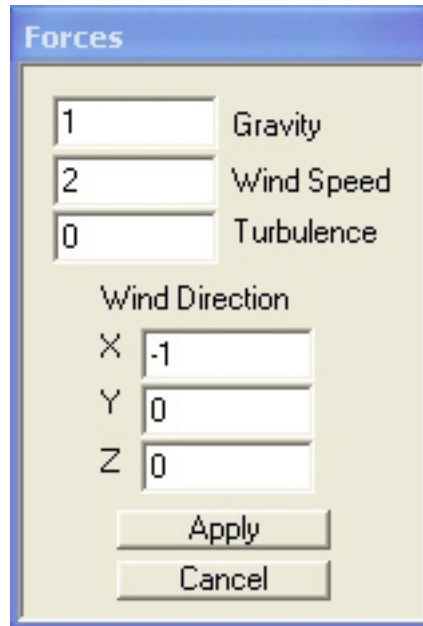 Forces
1 Gravity
2 Wind Speed
0 Turbulence
Wind Direction
X -1
Y 0
Z 0
Apply
Cancel